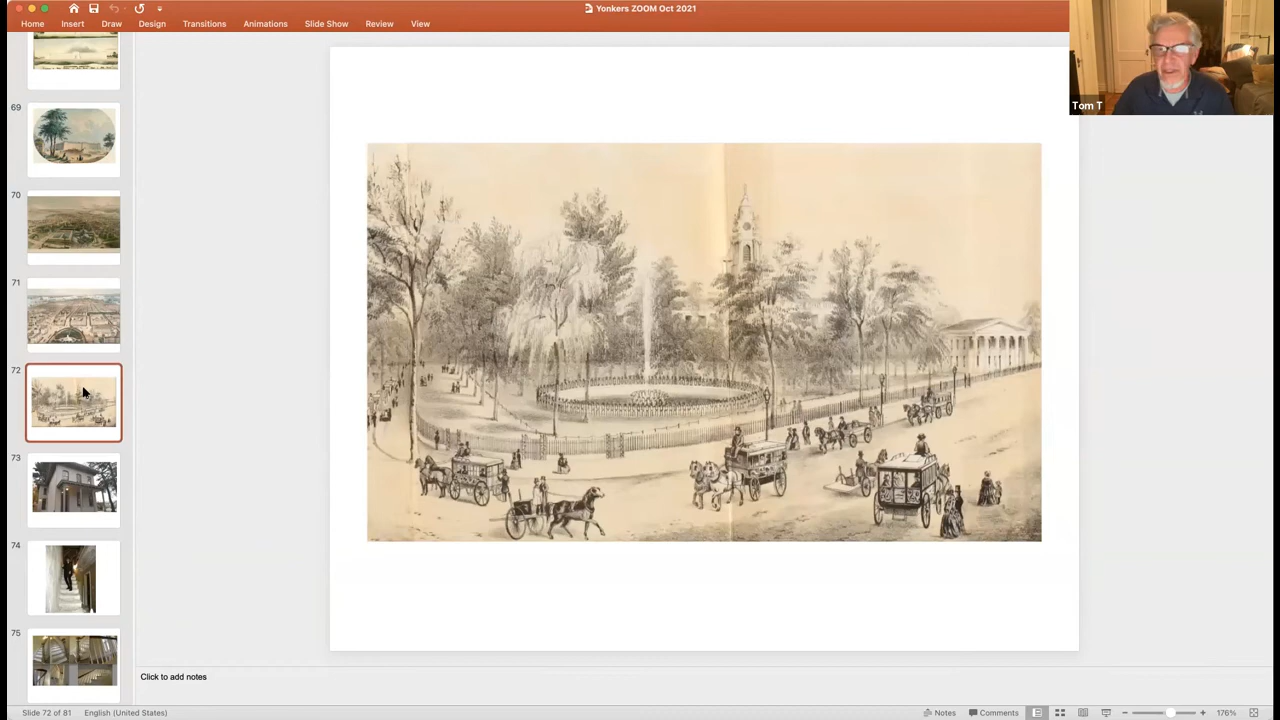 Yonkers ZOOM Oct 2021
Home Insert Draw Design Transitions Animations Slide Show Review View
Tom T
69
70
71
72
73
74
75
Click to add notes
Slide 72 of 81 English (United States) Notes Comments 176%